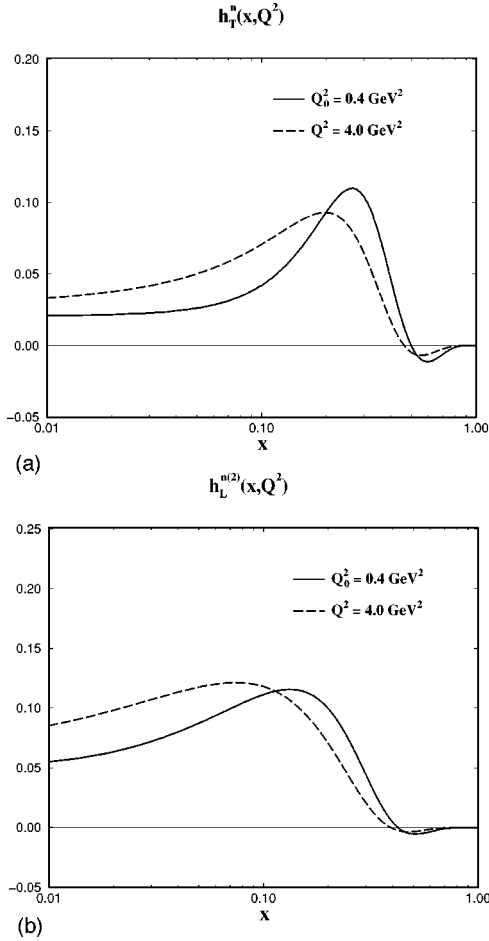 h_T^n(x,Q^2)
0.20
Q_0^2 = 0.4 GeV^2
Q^2 = 4.0 GeV^2
0.15
0.10
0.05
0.00
−0.05
0.01 0.10 1.00
x
(a)
h_L^{n(2)}(x,Q^2)
0.25
Q_0^2 = 0.4 GeV^2
Q^2 = 4.0 GeV^2
0.20
0.15
0.10
0.05
0.00
−0.05
0.01 0.10 1.00
x
(b)